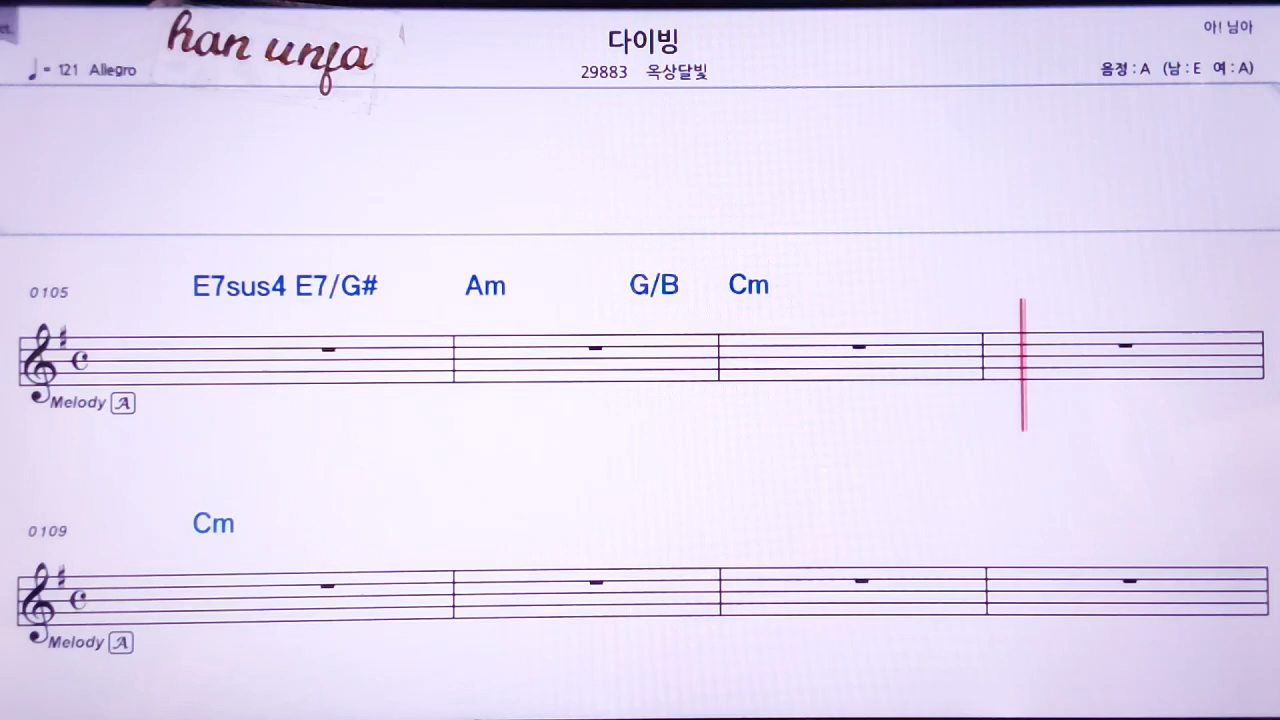 han unja
다이빙
아! 님아
♩= 121 Allegro
29883 옥상달빛
음정 : A (남 : E 여 : A)
0105
E7sus4 E7/G# Am G/B Cm
Melody A
0109
Cm
Melody A